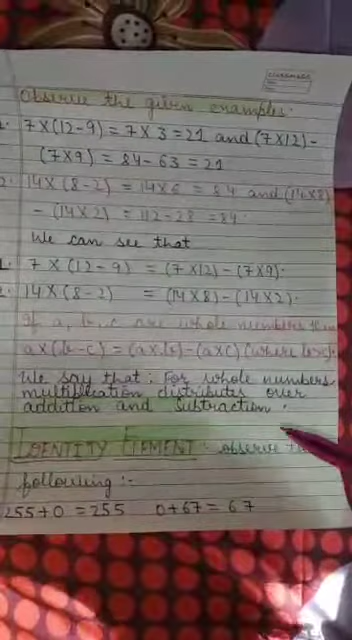 Observe the given examples.
1. 7×(12-9) = 7×3 = 21 and (7×12)-
(7×9) = 84-63 = 21
2. 14×(8-2) = 14×6 = 84 and (14×8)
- (14×2) = 112-28 = 84.
We can see that
1. 7×(12-9) = (7×12)-(7×9).
2. 14×(8-2) = (14×8)-(14×2).
If a, b, c are whole numbers then
a×(b-c) = (a×b)-(a×c) (where b>c).
We say that : For whole numbers
multiplication distributes over
addition and subtraction.
IDENTITY ELEMENT : observe the
following :-
255+0 = 255 0+67 = 67